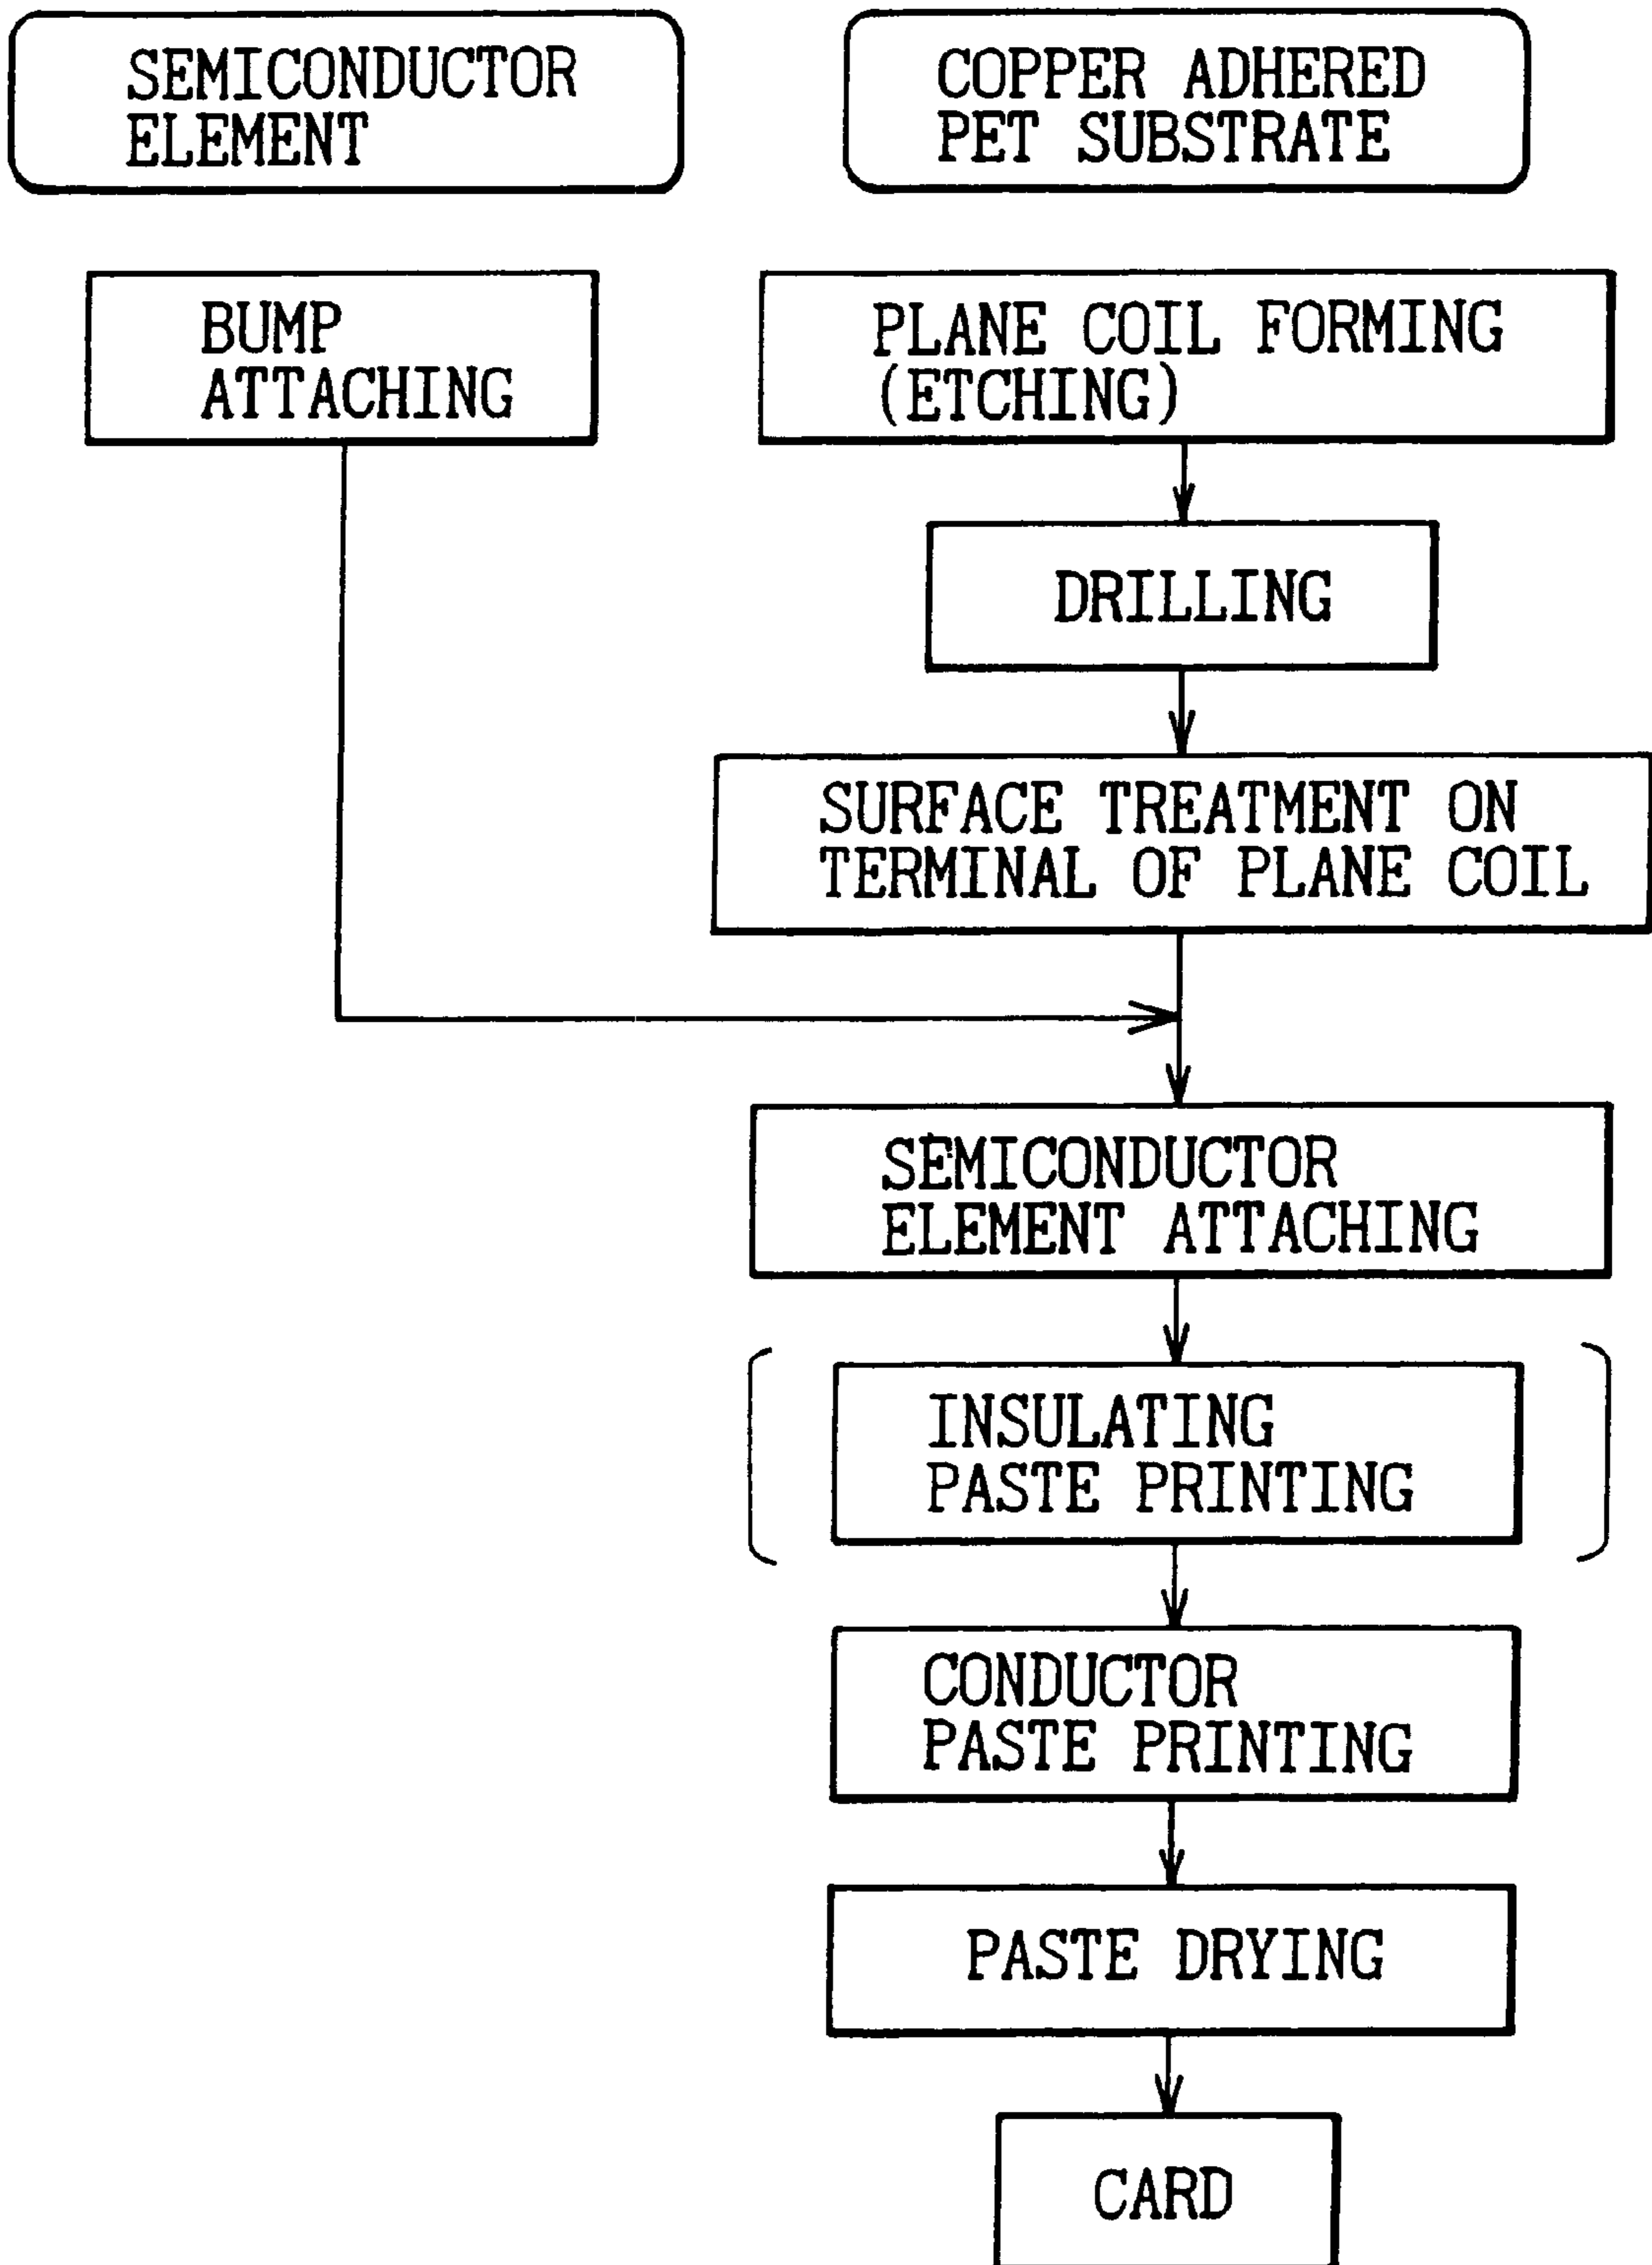 SEMICONDUCTOR
ELEMENT
COPPER ADHERED
PET SUBSTRATE
BUMP
ATTACHING
PLANE COIL FORMING
(ETCHING)
DRILLING
SURFACE TREATMENT ON
TERMINAL OF PLANE COIL
SEMICONDUCTOR
ELEMENT ATTACHING
INSULATING
PASTE PRINTING
CONDUCTOR
PASTE PRINTING
PASTE DRYING
CARD